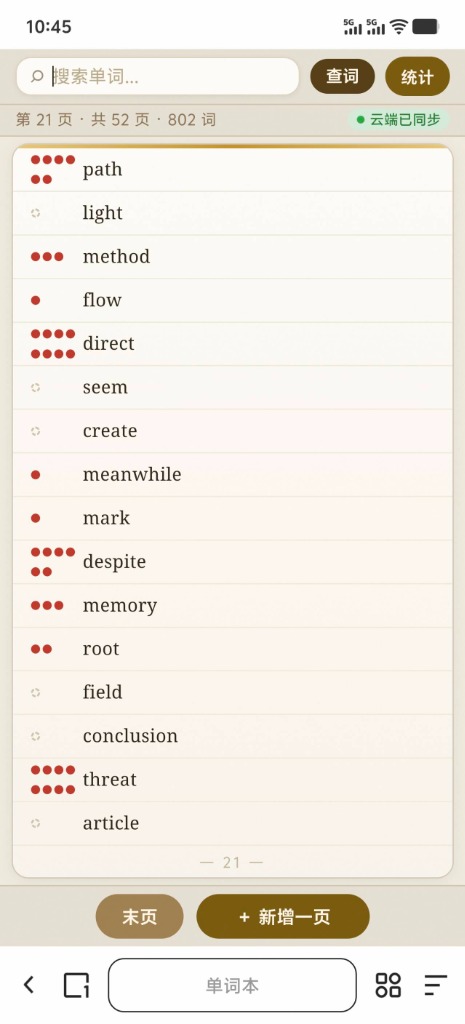 10:45
5G 5G
搜索单词... 查词 统计
第 21 页 · 共 52 页 · 802 词 云端已同步
path
light
method
flow
direct
seem
create
meanwhile
mark
despite
memory
root
field
conclusion
threat
article
— 21 —
末页 + 新增一页
1 单词本